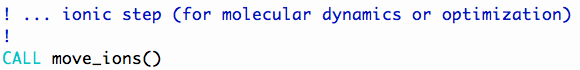 ! ... ionic step (for molecular dynamics or optimization)
!
CALL move_ions()